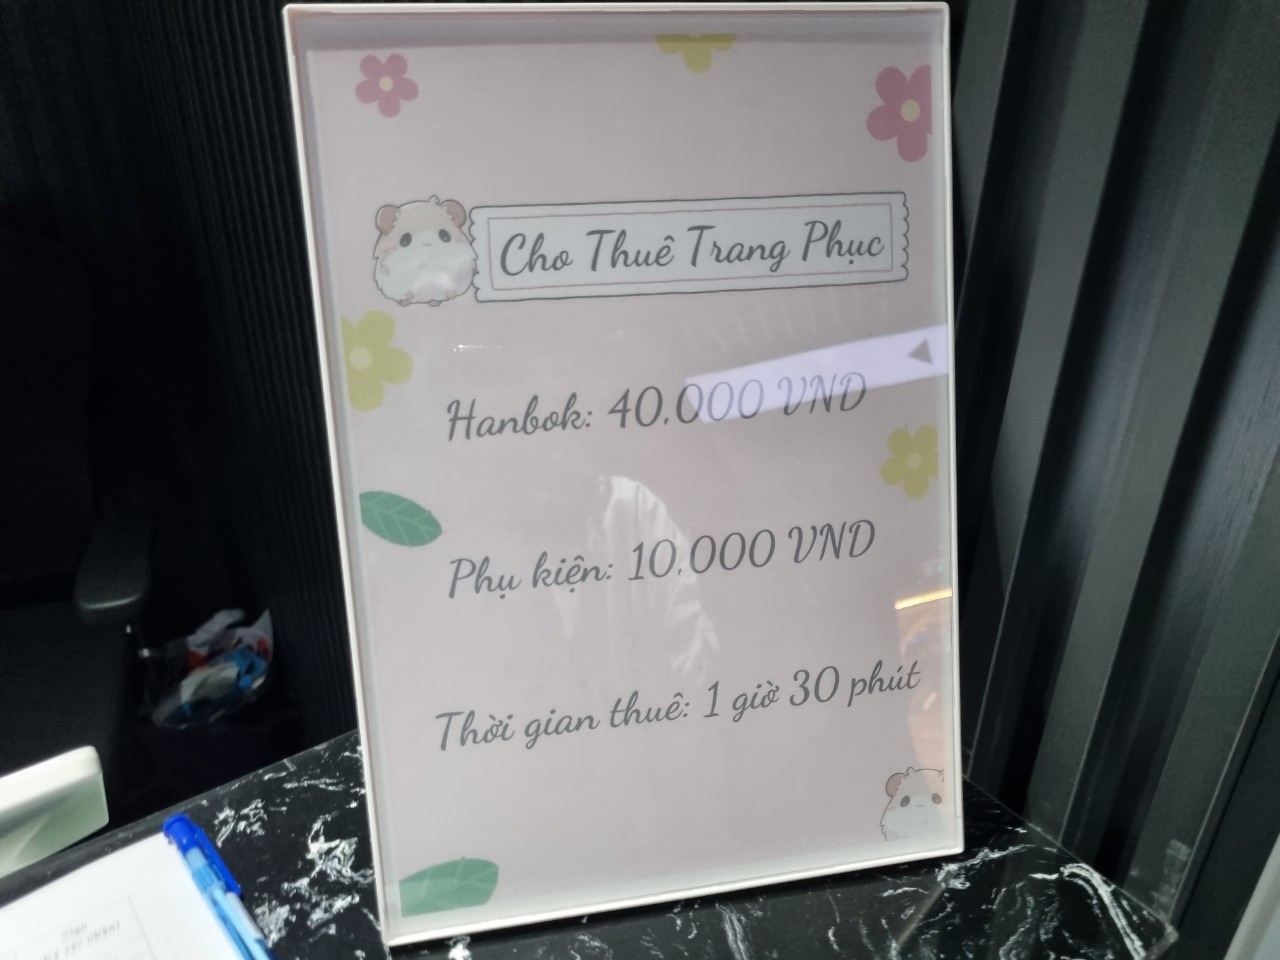 Cho Thuê Trang Phục
Hanbok: 40.000 VND
Phụ kiện: 10.000 VND
Thời gian thuê: 1 giờ 30 phút